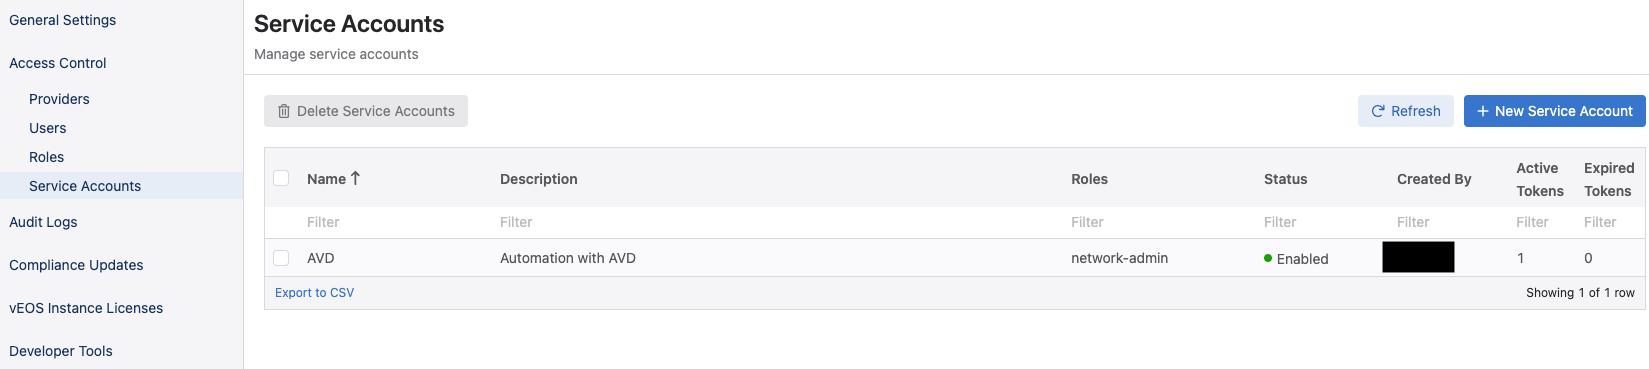 General Settings
Access Control
Providers
Users
Roles
Service Accounts
Audit Logs
Compliance Updates
vEOS Instance Licenses
Developer Tools
Service Accounts
Manage service accounts
Delete Service Accounts
Refresh
+ New Service Account
Name ↑ Description Roles Status Created By Active Tokens Expired Tokens
Filter Filter Filter Filter Filter Filter Filter
AVD Automation with AVD network-admin Enabled 1 0
Export to CSV Showing 1 of 1 row